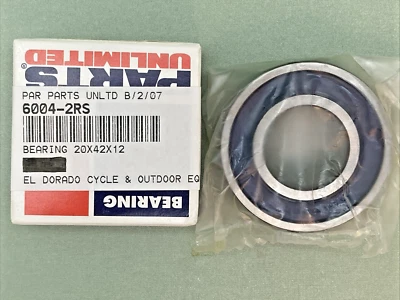 PARTS
UNLIMITED
PAR PARTS UNLTD B/2/07
6004-2RS
BEARING 20X42X12
EL DORADO CYCLE & OUTDOOR EQ
BEARING